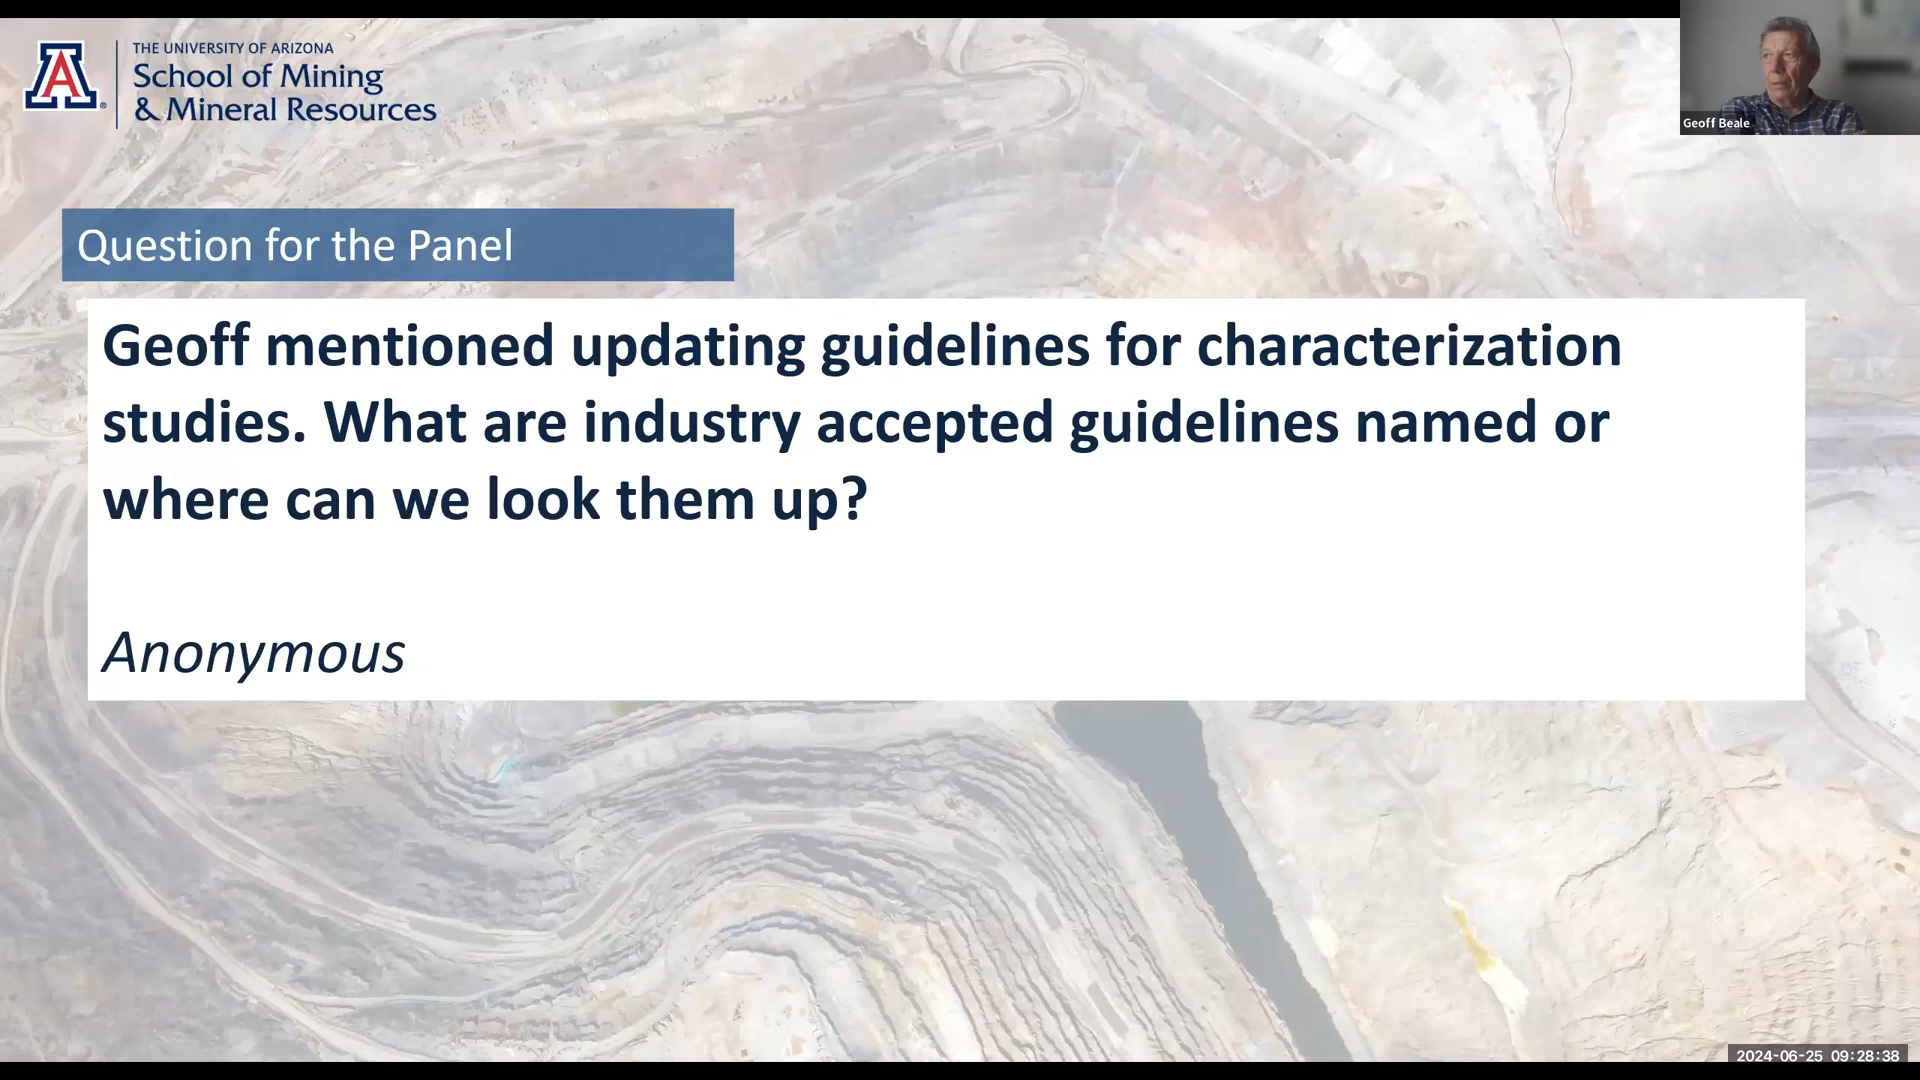 THE UNIVERSITY OF ARIZONA
School of Mining
& Mineral Resources
A
Geoff Beale
Question for the Panel
Geoff mentioned updating guidelines for characterization
studies. What are industry accepted guidelines named or
where can we look them up?
Anonymous
2024-06-25 09:28:38